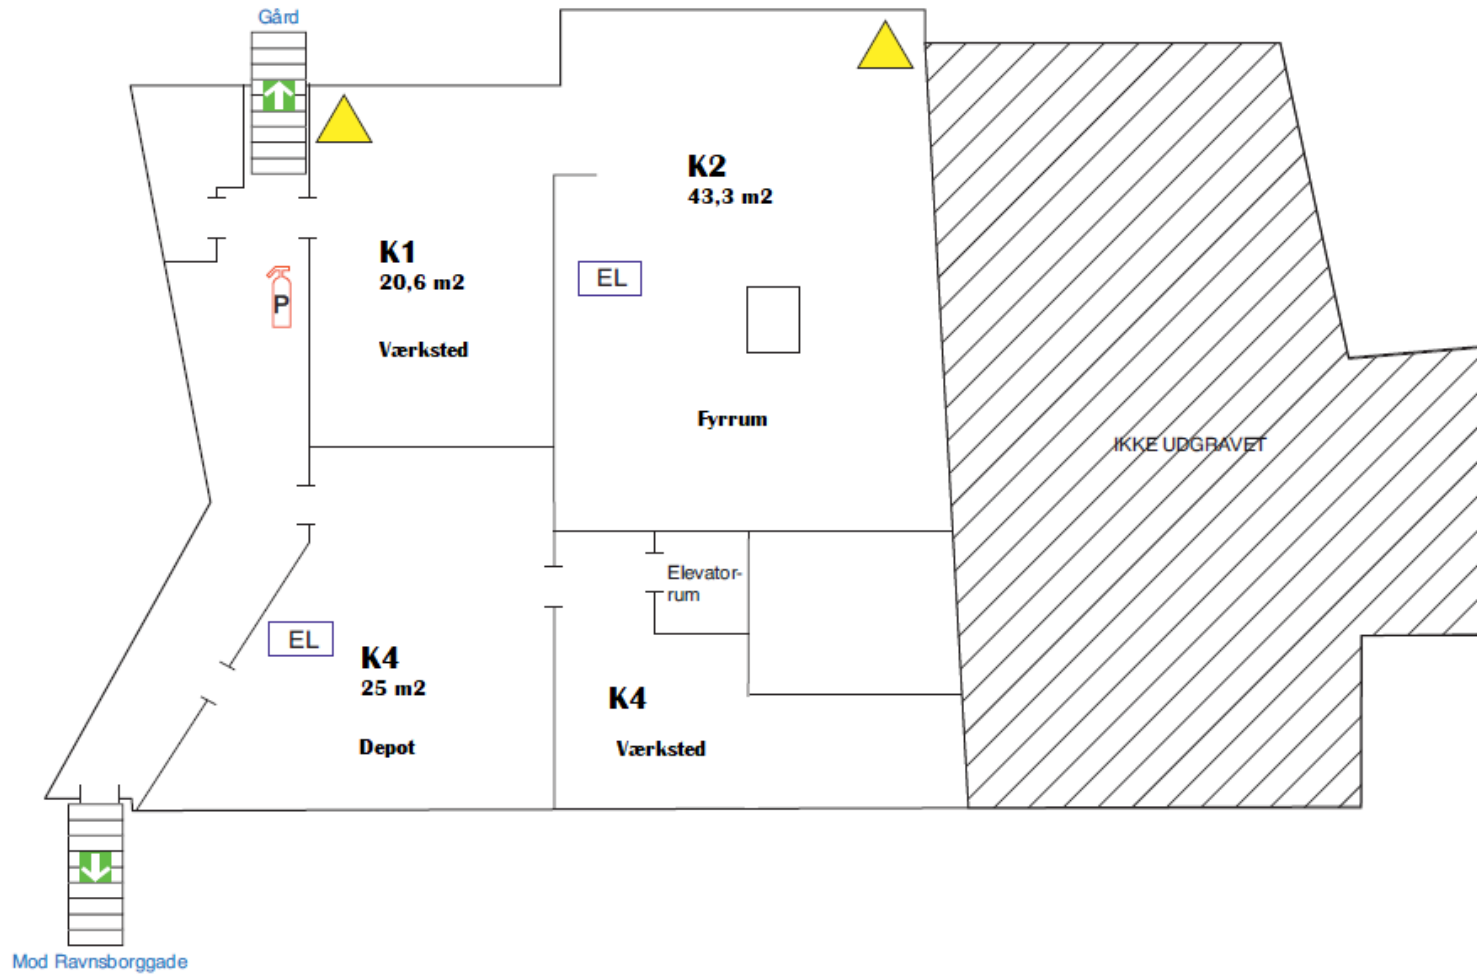 Gård
K2
43,3 m2
K1
20,6 m2
EL
P
Værksted
Fyrrum
IKKE UDGRAVET
Elevator-
rum
EL
K4
25 m2
K4
Depot
Værksted
Mod Ravnsborggade